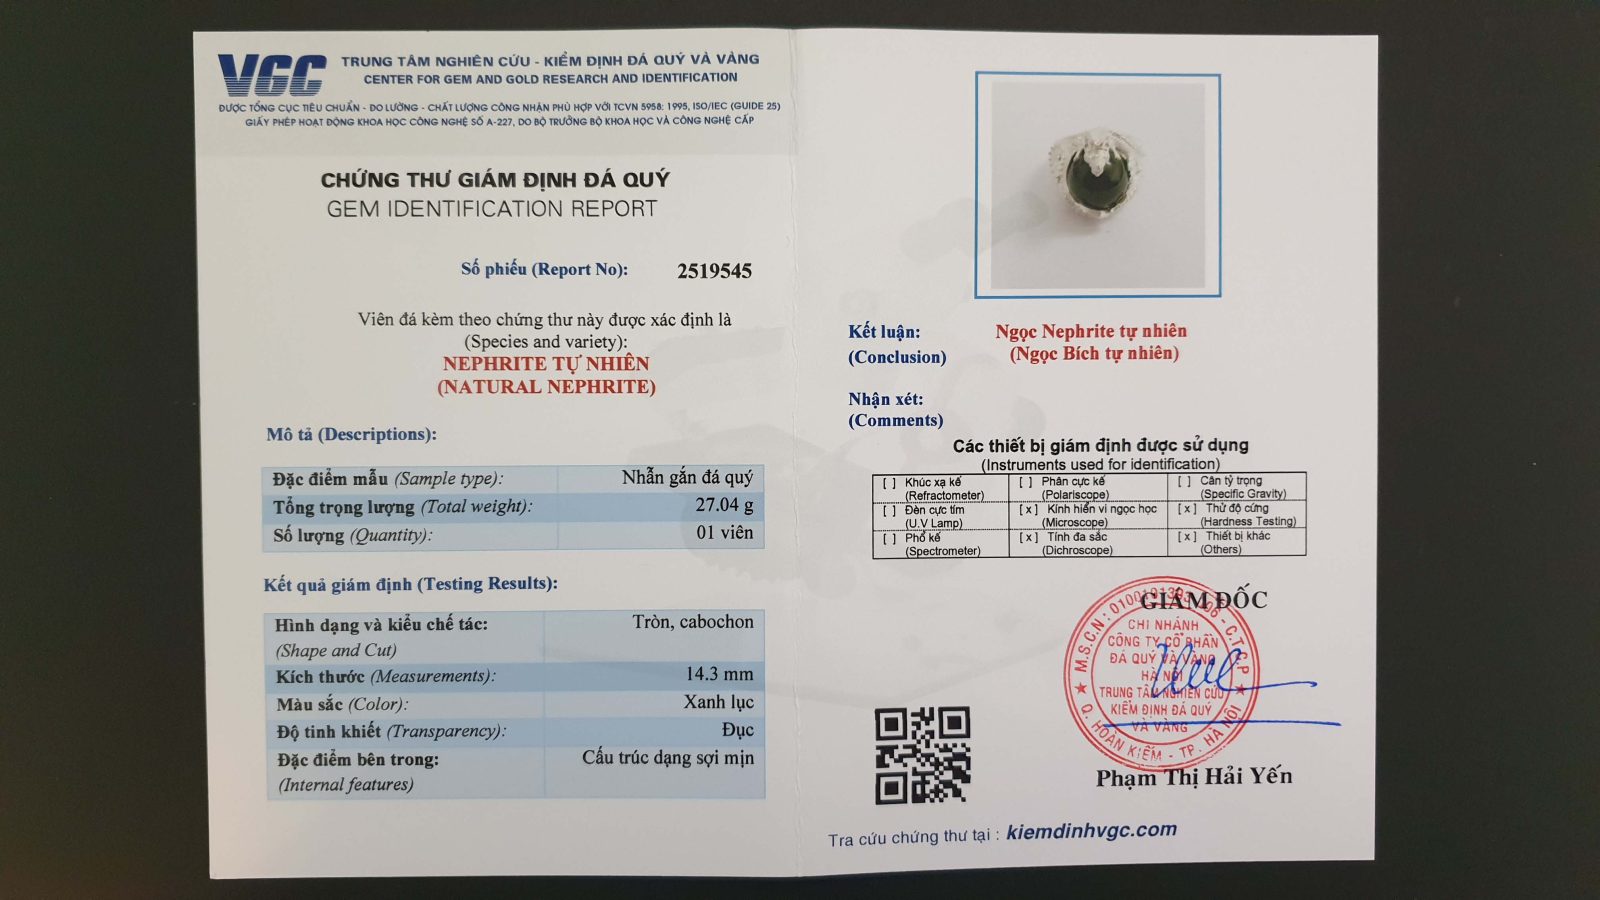 VGC
TRUNG TÂM NGHIÊN CỨU - KIỂM ĐỊNH ĐÁ QUÝ VÀ VÀNG
CENTER FOR GEM AND GOLD RESEARCH AND IDENTIFICATION
ĐƯỢC TỔNG CỤC TIÊU CHUẨN - ĐO LƯỜNG - CHẤT LƯỢNG CÔNG NHẬN PHÙ HỢP VỚI TCVN 5958: 1995, ISO/IEC (GUIDE 25)
GIẤY PHÉP HOẠT ĐỘNG KHOA HỌC CÔNG NGHỆ SỐ A-227, DO BỘ TRƯỞNG BỘ KHOA HỌC VÀ CÔNG NGHỆ CẤP
CHỨNG THƯ GIÁM ĐỊNH ĐÁ QUÝ
GEM IDENTIFICATION REPORT
Số phiếu (Report No): 2519545
Viên đá kèm theo chứng thư này được xác định là
(Species and variety):
NEPHRITE TỰ NHIÊN
(NATURAL NEPHRITE)
Mô tả (Descriptions):
Đặc điểm mẫu (Sample type): Nhẫn gắn đá quý
Tổng trọng lượng (Total weight): 27.04 g
Số lượng (Quantity): 01 viên
Kết quả giám định (Testing Results):
Hình dạng và kiểu chế tác: Tròn, cabochon
(Shape and Cut)
Kích thước (Measurements): 14.3 mm
Màu sắc (Color): Xanh lục
Độ tinh khiết (Transparency): Đục
Đặc điểm bên trong: Cấu trúc dạng sợi mịn
(Internal features)
Kết luận: Ngọc Nephrite tự nhiên
(Conclusion) (Ngọc Bích tự nhiên)
Nhận xét:
(Comments)
Các thiết bị giám định được sử dụng
(Instruments used for identification)
[ ] Khúc xạ kế [ ] Phân cực kế [ ] Cân tỷ trọng
(Refractometer) (Polariscope) (Specific Gravity)
[ ] Đèn cực tím [x] Kính hiển vi ngọc học [x] Thử độ cứng
(U.V Lamp) (Microscope) (Hardness Testing)
[ ] Phổ kế [x] Tính đa sắc [x] Thiết bị khác
(Spectrometer) (Dichroscope) (Others)
GIÁM ĐỐC
CHI NHÁNH
CÔNG TY CỔ PHẦN
ĐÁ QUÝ VÀ VÀNG
HÀ NỘI
TRUNG TÂM NGHIÊN CỨU
KIỂM ĐỊNH ĐÁ QUÝ
VÀ VÀNG
Q. HOÀN KIẾM - TP. HÀ NỘI
Phạm Thị Hải Yến
Tra cứu chứng thư tại : kiemdinhvgc.com